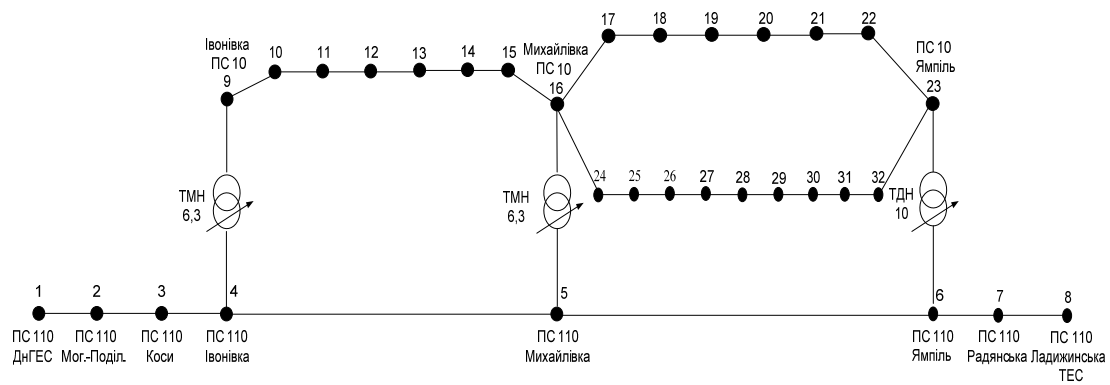 17 18 19 20 21 22
Івонівка
ПС 10
10 11 12 13 14 15
Михайлівка
ПС 10
ПС 10
Ямпіль
9
16
23
24 25 26 27 28 29 30 31 32
ТМН
6,3
ТМН
6,3
ТДН
10
1 2 3 4 5 6 7 8
ПС 110
ДнГЕС
ПС 110
Мог.-Поділ.
ПС 110
Коси
ПС 110
Івонівка
ПС 110
Михайлівка
ПС 110
Ямпіль
ПС 110
Радянська
ПС 110
Ладижинська
ТЕС